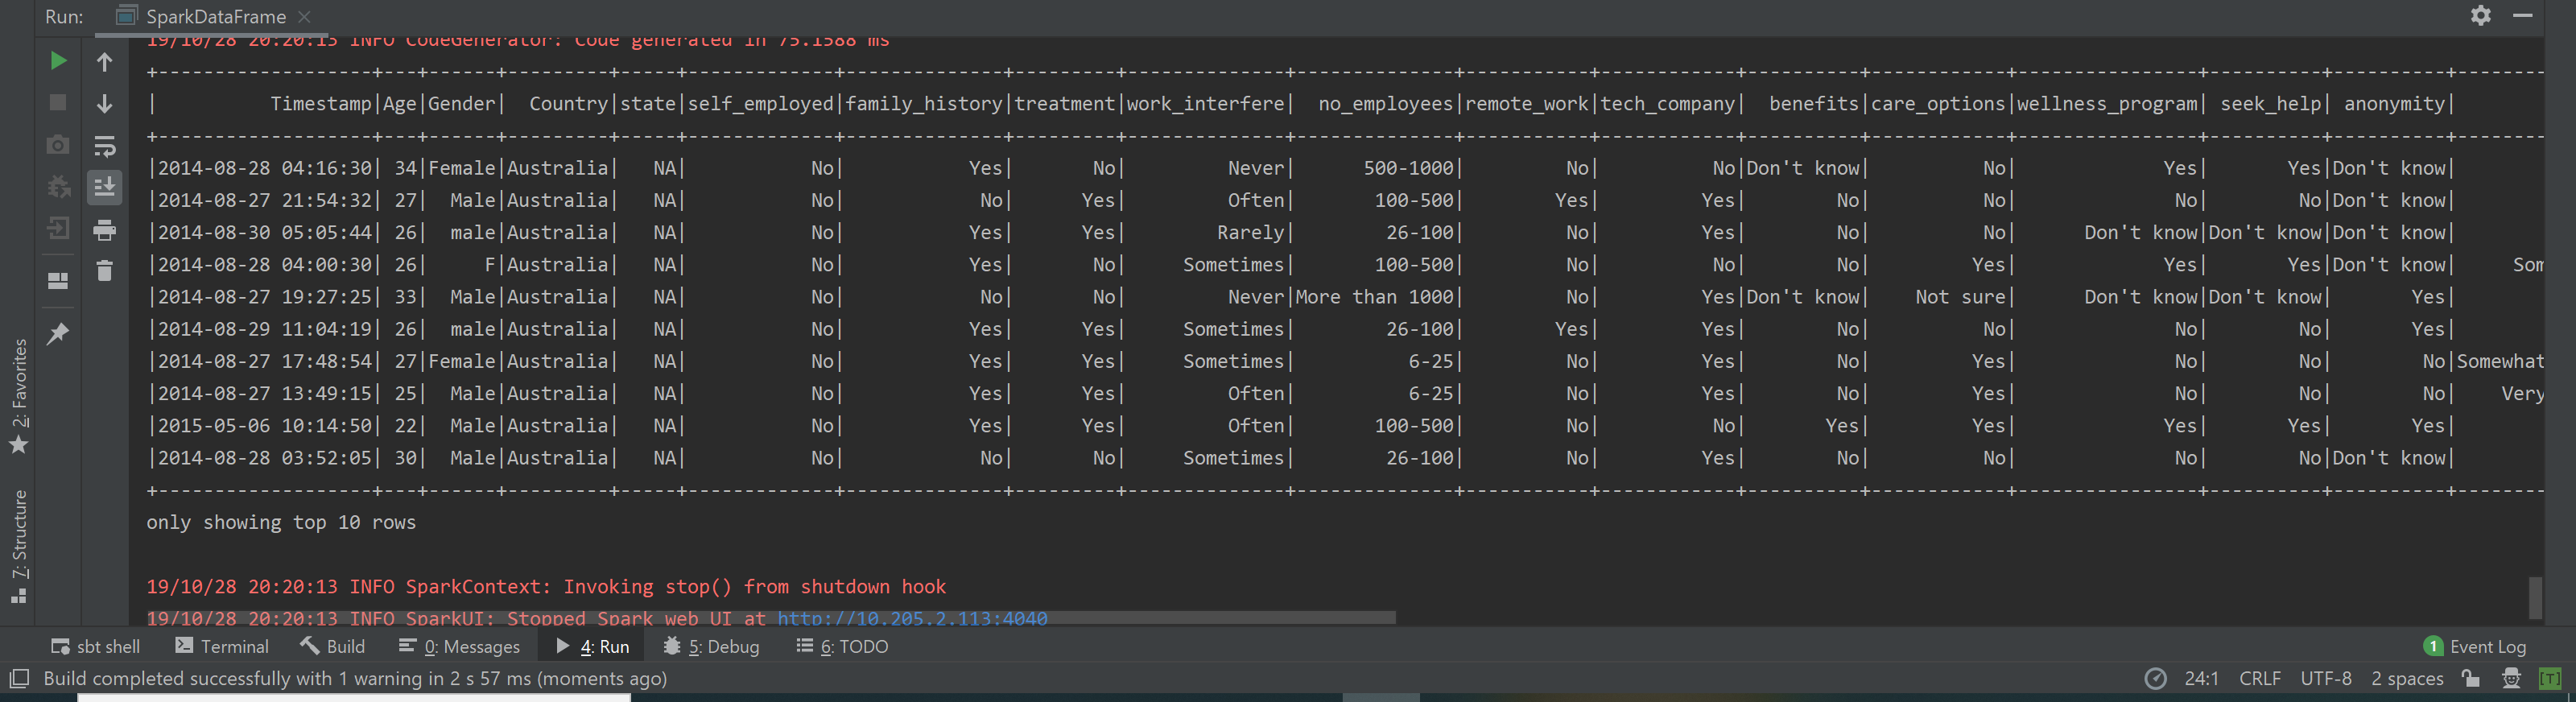 Run: SparkDataFrame
19/10/28 20:20:13 INFO CodeGenerator: Code generated in 75.1588 ms
+-------------------+---+------+---------+-----+-------------+--------------+---------+--------------+--------------+-----------+------------+----------+------------+----------------+----------+----------+--------
|          Timestamp|Age|Gender|  Country|state|self_employed|family_history|treatment|work_interfere|  no_employees|remote_work|tech_company|  benefits|care_options|wellness_program| seek_help| anonymity|
+-------------------+---+------+---------+-----+-------------+--------------+---------+--------------+--------------+-----------+------------+----------+------------+----------------+----------+----------+--------
|2014-08-28 04:16:30| 34|Female|Australia|   NA|           No|           Yes|       No|         Never|      500-1000|         No|          No|Don't know|          No|             Yes|       Yes|Don't know|
|2014-08-27 21:54:32| 27|  Male|Australia|   NA|           No|            No|      Yes|         Often|       100-500|        Yes|         Yes|        No|          No|              No|        No|Don't know|
|2014-08-30 05:05:44| 26|  male|Australia|   NA|           No|           Yes|      Yes|        Rarely|        26-100|         No|         Yes|        No|          No|      Don't know|Don't know|Don't know|
|2014-08-28 04:00:30| 26|     F|Australia|   NA|           No|           Yes|       No|     Sometimes|       100-500|         No|          No|        No|         Yes|             Yes|       Yes|Don't know|     Som
|2014-08-27 19:27:25| 33|  Male|Australia|   NA|           No|            No|       No|         Never|More than 1000|         No|         Yes|Don't know|    Not sure|      Don't know|Don't know|       Yes|
|2014-08-29 11:04:19| 26|  male|Australia|   NA|           No|           Yes|      Yes|     Sometimes|        26-100|        Yes|         Yes|        No|          No|              No|        No|       Yes|
|2014-08-27 17:48:54| 27|Female|Australia|   NA|           No|           Yes|      Yes|     Sometimes|          6-25|         No|         Yes|        No|         Yes|              No|        No|        No|Somewhat
|2014-08-27 13:49:15| 25|  Male|Australia|   NA|           No|           Yes|      Yes|         Often|          6-25|         No|         Yes|        No|         Yes|              No|        No|        No|    Very
|2015-05-06 10:14:50| 22|  Male|Australia|   NA|           No|           Yes|      Yes|         Often|       100-500|         No|          No|       Yes|         Yes|             Yes|       Yes|       Yes|
|2014-08-28 03:52:05| 30|  Male|Australia|   NA|           No|            No|       No|     Sometimes|        26-100|         No|         Yes|        No|          No|              No|        No|Don't know|
+-------------------+---+------+---------+-----+-------------+--------------+---------+--------------+--------------+-----------+------------+----------+------------+----------------+----------+----------+--------
only showing top 10 rows
19/10/28 20:20:13 INFO SparkContext: Invoking stop() from shutdown hook
19/10/28 20:20:13 INFO SparkUI: Stopped Spark web UI at http://10.205.2.113:4040
2: Favorites
7: Structure
sbt shell Terminal Build 0: Messages 4: Run 5: Debug 6: TODO 1 Event Log
Build completed successfully with 1 warning in 2 s 57 ms (moments ago) 24:1 CRLF UTF-8 2 spaces [T]